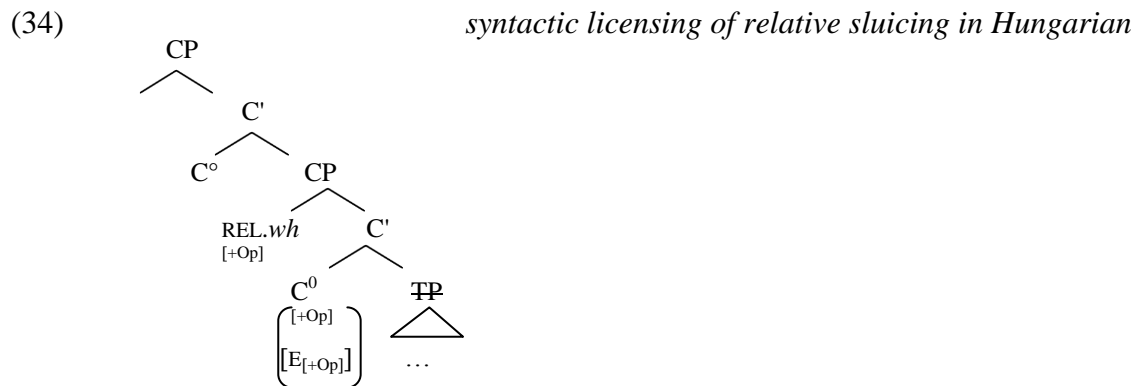 (34) syntactic licensing of relative sluicing in Hungarian
CP
C'
C°
CP
REL.wh
C'
[+Op]
C⁰
TP
[+Op]
[E[+Op]]
…